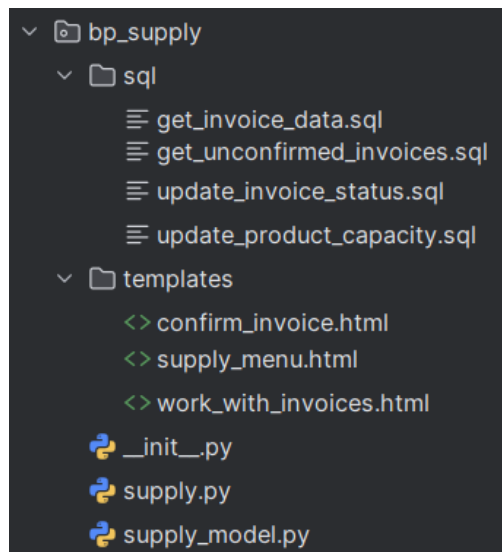 bp_supply
sql
get_invoice_data.sql
get_unconfirmed_invoices.sql
update_invoice_status.sql
update_product_capacity.sql
templates
<> confirm_invoice.html
<> supply_menu.html
<> work_with_invoices.html
__init__.py
supply.py
supply_model.py